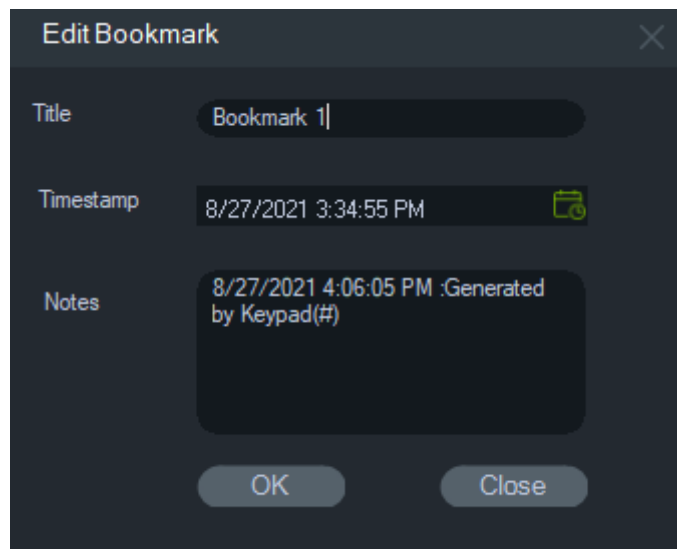 Edit Bookmark
Title
Bookmark 1
Timestamp
8/27/2021 3:34:55 PM
Notes
8/27/2021 4:06:05 PM :Generated
by Keypad(#)
OK
Close